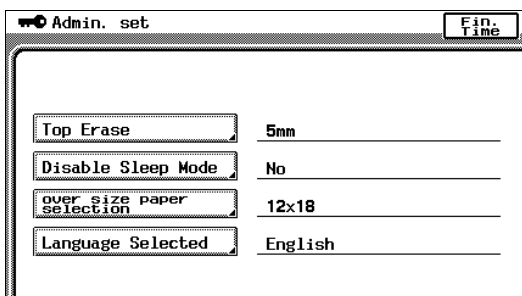 Admin. set
Fin.
Time
Top Erase
5mm
Disable Sleep Mode
No
over size paper
selection
12x18
Language Selected
English